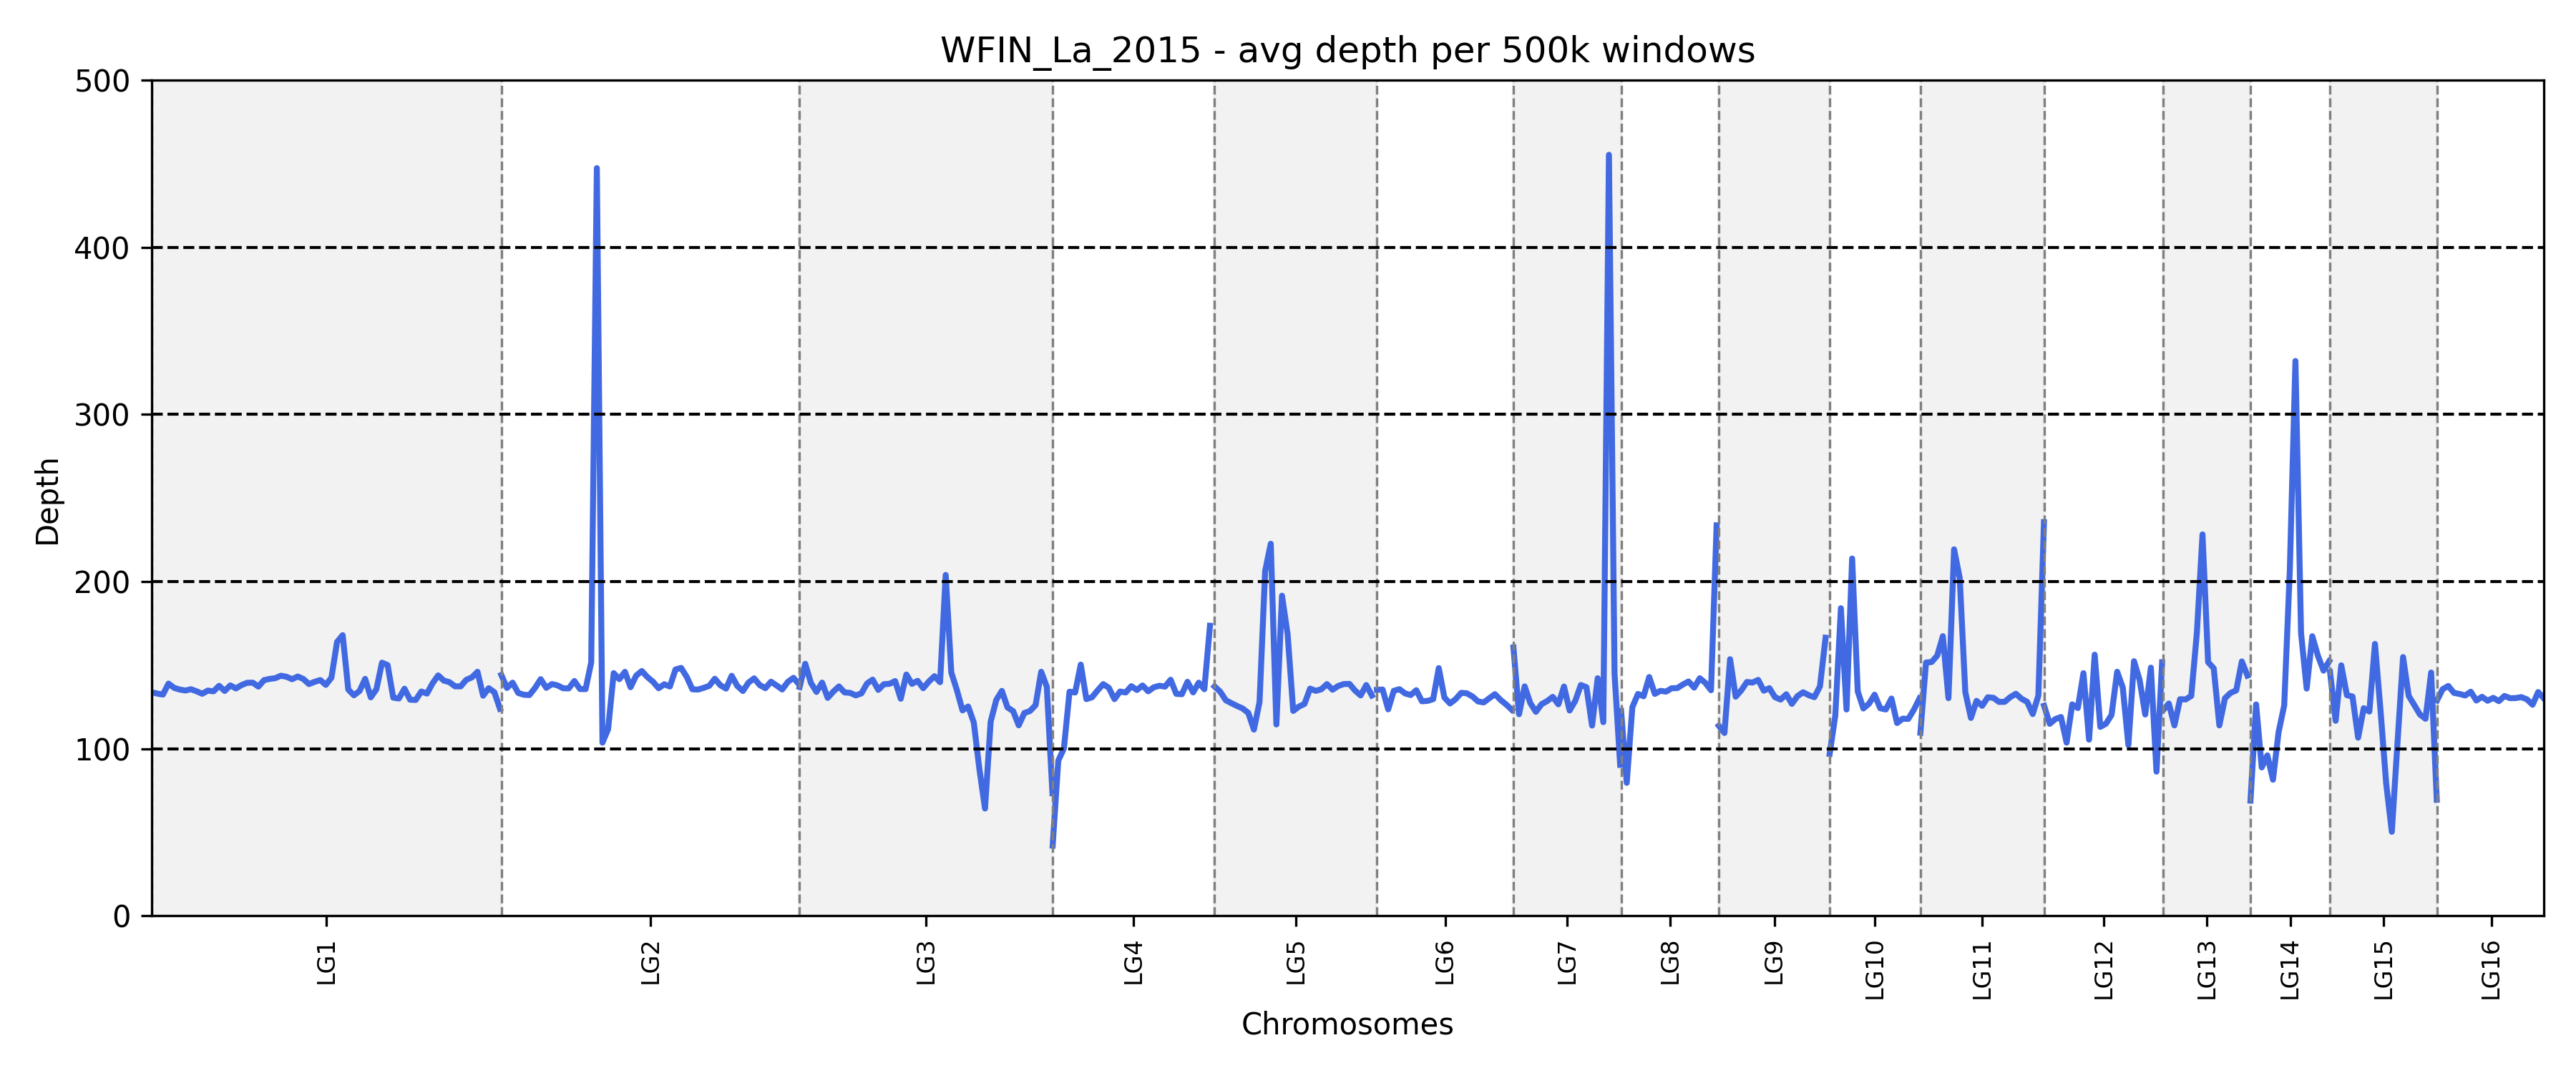 WFIN_La_2015 - avg depth per 500k windows
500
400
300
200
100
0
Depth
LG1
LG2
LG3
LG4
LG5
LG6
LG7
LG8
LG9
LG10
LG11
LG12
LG13
LG14
LG15
LG16
Chromosomes